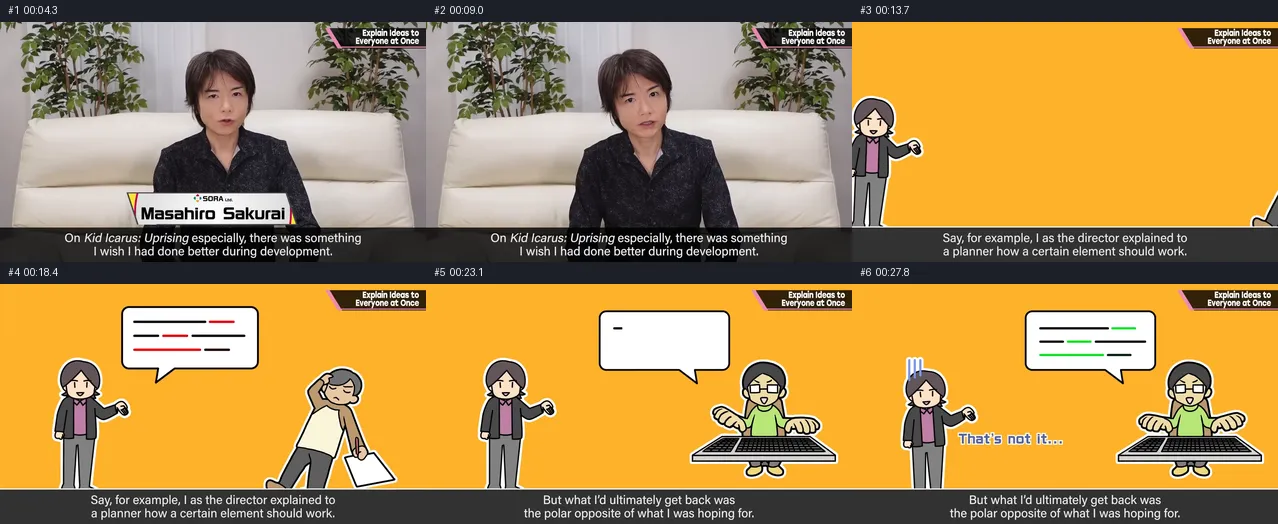 #1 00:04.3
Explain Ideas to
Everyone at Once
SORA Ltd.
Masahiro Sakurai
On Kid Icarus: Uprising especially, there was something
I wish I had done better during development.
#2 00:09.0
Explain Ideas to
Everyone at Once
On Kid Icarus: Uprising especially, there was something
I wish I had done better during development.
#3 00:13.7
Explain Ideas to
Everyone at Once
Say, for example, I as the director explained to
a planner how a certain element should work.
#4 00:18.4
Explain Ideas to
Everyone at Once
Say, for example, I as the director explained to
a planner how a certain element should work.
#5 00:23.1
Explain Ideas to
Everyone at Once
But what I'd ultimately get back was
the polar opposite of what I was hoping for.
#6 00:27.8
Explain Ideas to
Everyone at Once
That's not it...
But what I'd ultimately get back was
the polar opposite of what I was hoping for.